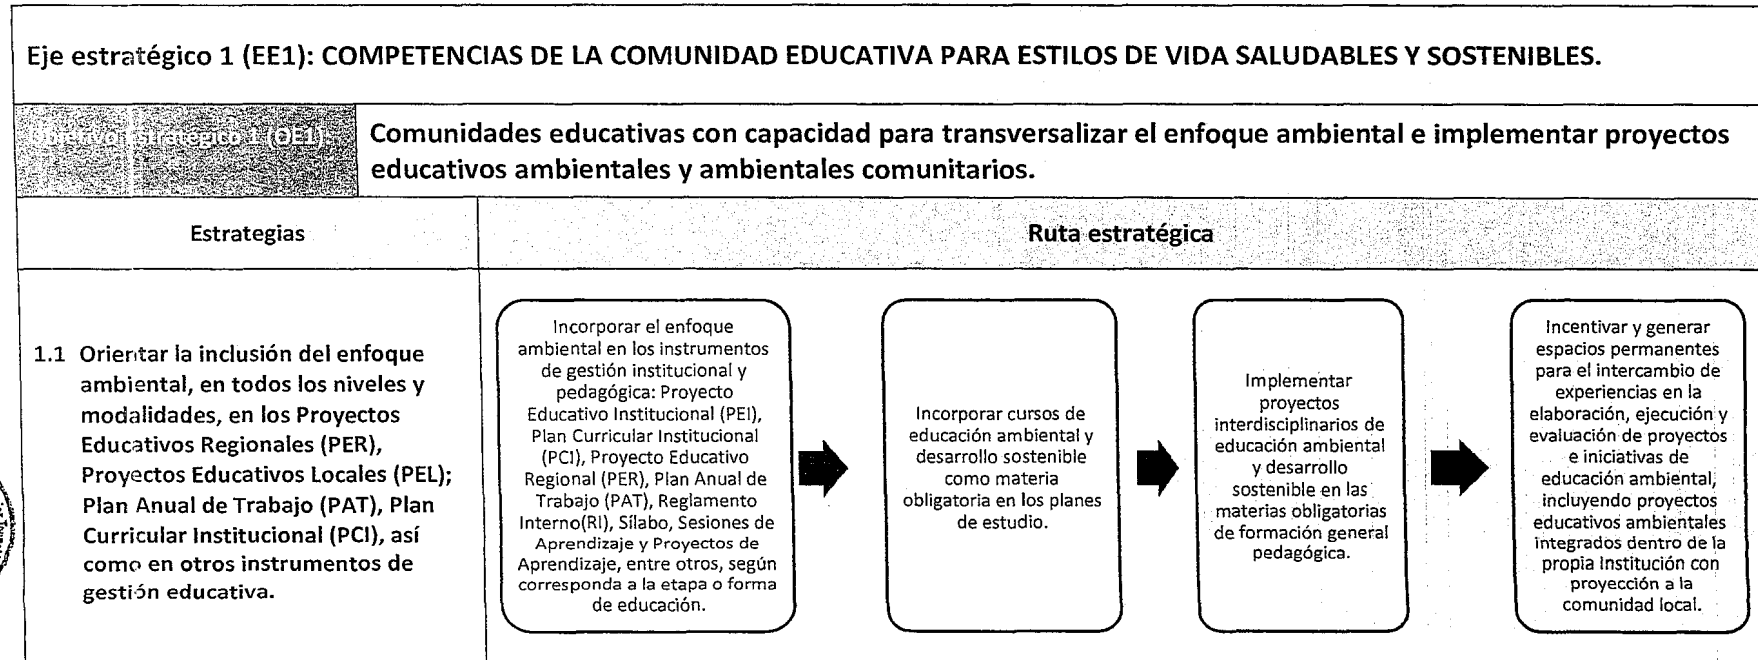 Eje estratégico 1 (EE1): COMPETENCIAS DE LA COMUNIDAD EDUCATIVA PARA ESTILOS DE VIDA SALUDABLES Y SOSTENIBLES.
Objetivo Estratégico 1 (OE1):
Comunidades educativas con capacidad para transversalizar el enfoque ambiental e implementar proyectos
educativos ambientales y ambientales comunitarios.
Estrategias
Ruta estratégica
1.1 Orientar la inclusión del enfoque
ambiental, en todos los niveles y
modalidades, en los Proyectos
Educativos Regionales (PER),
Proyectos Educativos Locales (PEL);
Plan Anual de Trabajo (PAT), Plan
Curricular Institucional (PCI), así
como en otros instrumentos de
gestión educativa.
Incorporar el enfoque
ambiental en los instrumentos
de gestión institucional y
pedagógica: Proyecto
Educativo Institucional (PEI),
Plan Curricular Institucional
(PCI), Proyecto Educativo
Regional (PER), Plan Anual de
Trabajo (PAT), Reglamento
Interno(RI), Sílabo, Sesiones de
Aprendizaje y Proyectos de
Aprendizaje, entre otros, según
corresponda a la etapa o forma
de educación.
Incorporar cursos de
educación ambiental y
desarrollo sostenible
como materia
obligatoria en los planes
de estudio.
Implementar
proyectos
interdisciplinarios de
educación ambiental
y desarrollo
sostenible en las
materias obligatorias
de formación general
pedagógica.
Incentivar y generar
espacios permanentes
para el intercambio de
experiencias en la
elaboración, ejecución y
evaluación de proyectos
e iniciativas de
educación ambiental,
incluyendo proyectos
educativos ambientales
integrados dentro de la
propia Institución con
proyección a la
comunidad local.